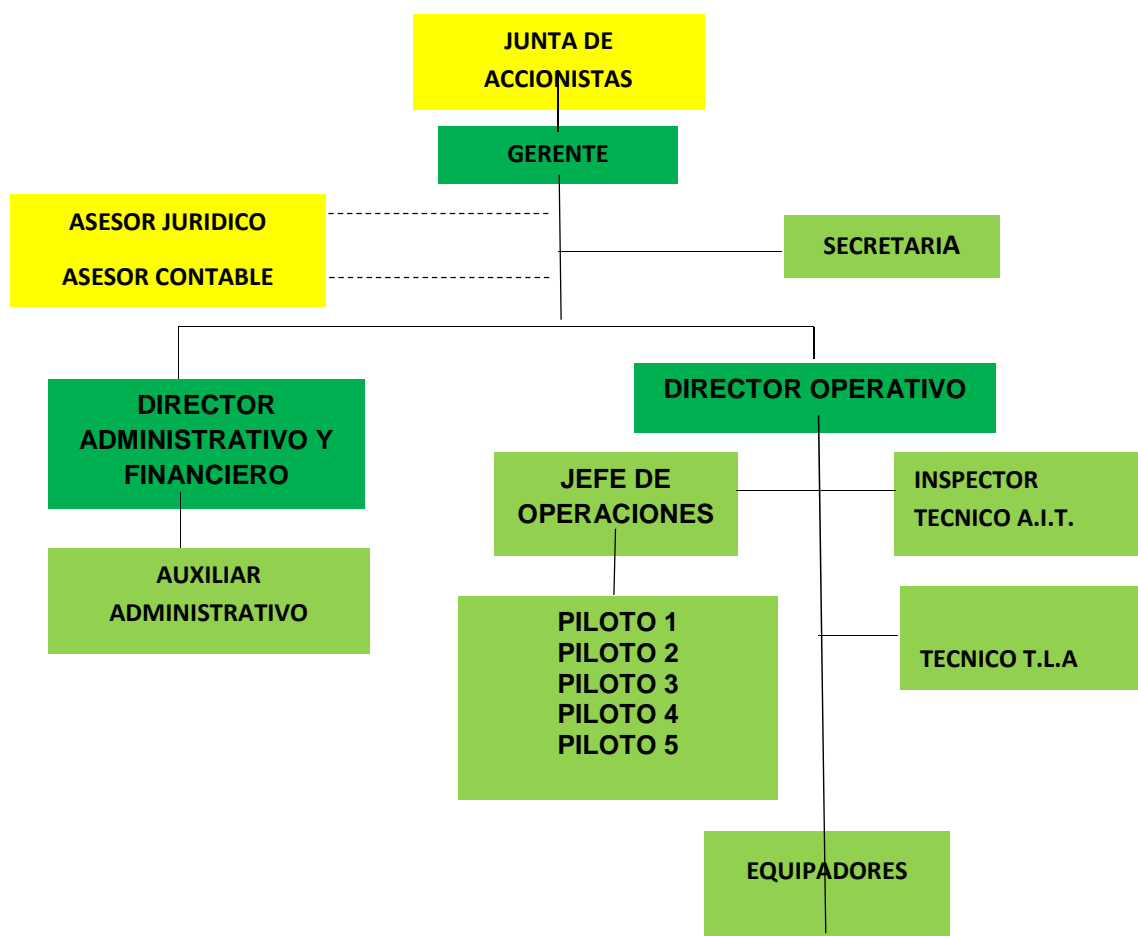 JUNTA DE
ACCIONISTAS
GERENTE
ASESOR JURIDICO
ASESOR CONTABLE
SECRETARIA
DIRECTOR
ADMINISTRATIVO Y
FINANCIERO
AUXILIAR
ADMINISTRATIVO
DIRECTOR OPERATIVO
JEFE DE
OPERACIONES
INSPECTOR
TECNICO A.I.T.
PILOTO 1
PILOTO 2
PILOTO 3
PILOTO 4
PILOTO 5
TECNICO T.L.A
EQUIPADORES